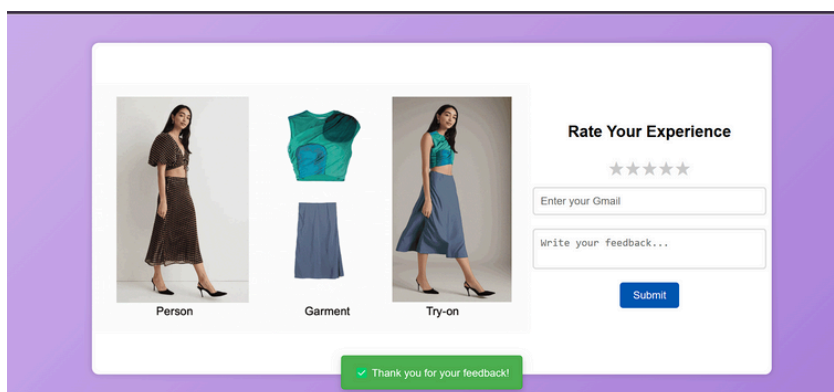 Rate Your Experience
Enter your Gmail
Write your feedback...
Submit
Person
Garment
Try-on
Thank you for your feedback!